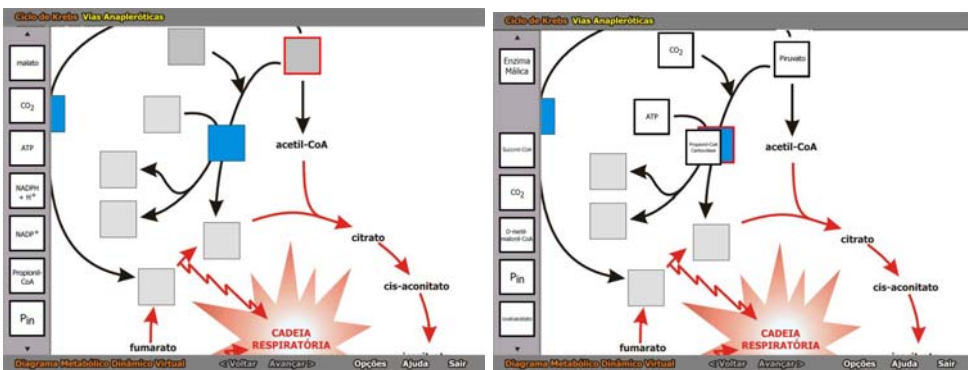 Ciclo de Krebs Vias Anapleróticas
malato
CO2
ATP
NADPH
+ H+
NADP+
Propionil-
CoA
Pin
acetil-CoA
citrato
cis-aconitato
CADEIA
RESPIRATÓRIA
fumarato
Diagrama Metabólico Dinâmico Virtual <Voltar Avançar> Opções Ajuda Sair
Ciclo de Krebs Vias Anapleróticas
Enzima
Málica
Succinil-CoA
CO2
D-metil-
malonil-CoA
Pin
oxaloacetato
CO2
Piruvato
ATP
Propionil-CoA
Carboxilase
acetil-CoA
citrato
cis-aconitato
CADEIA
RESPIRATÓRIA
fumarato
Diagrama Metabólico Dinâmico Virtual <Voltar Avançar> Opções Ajuda Sair